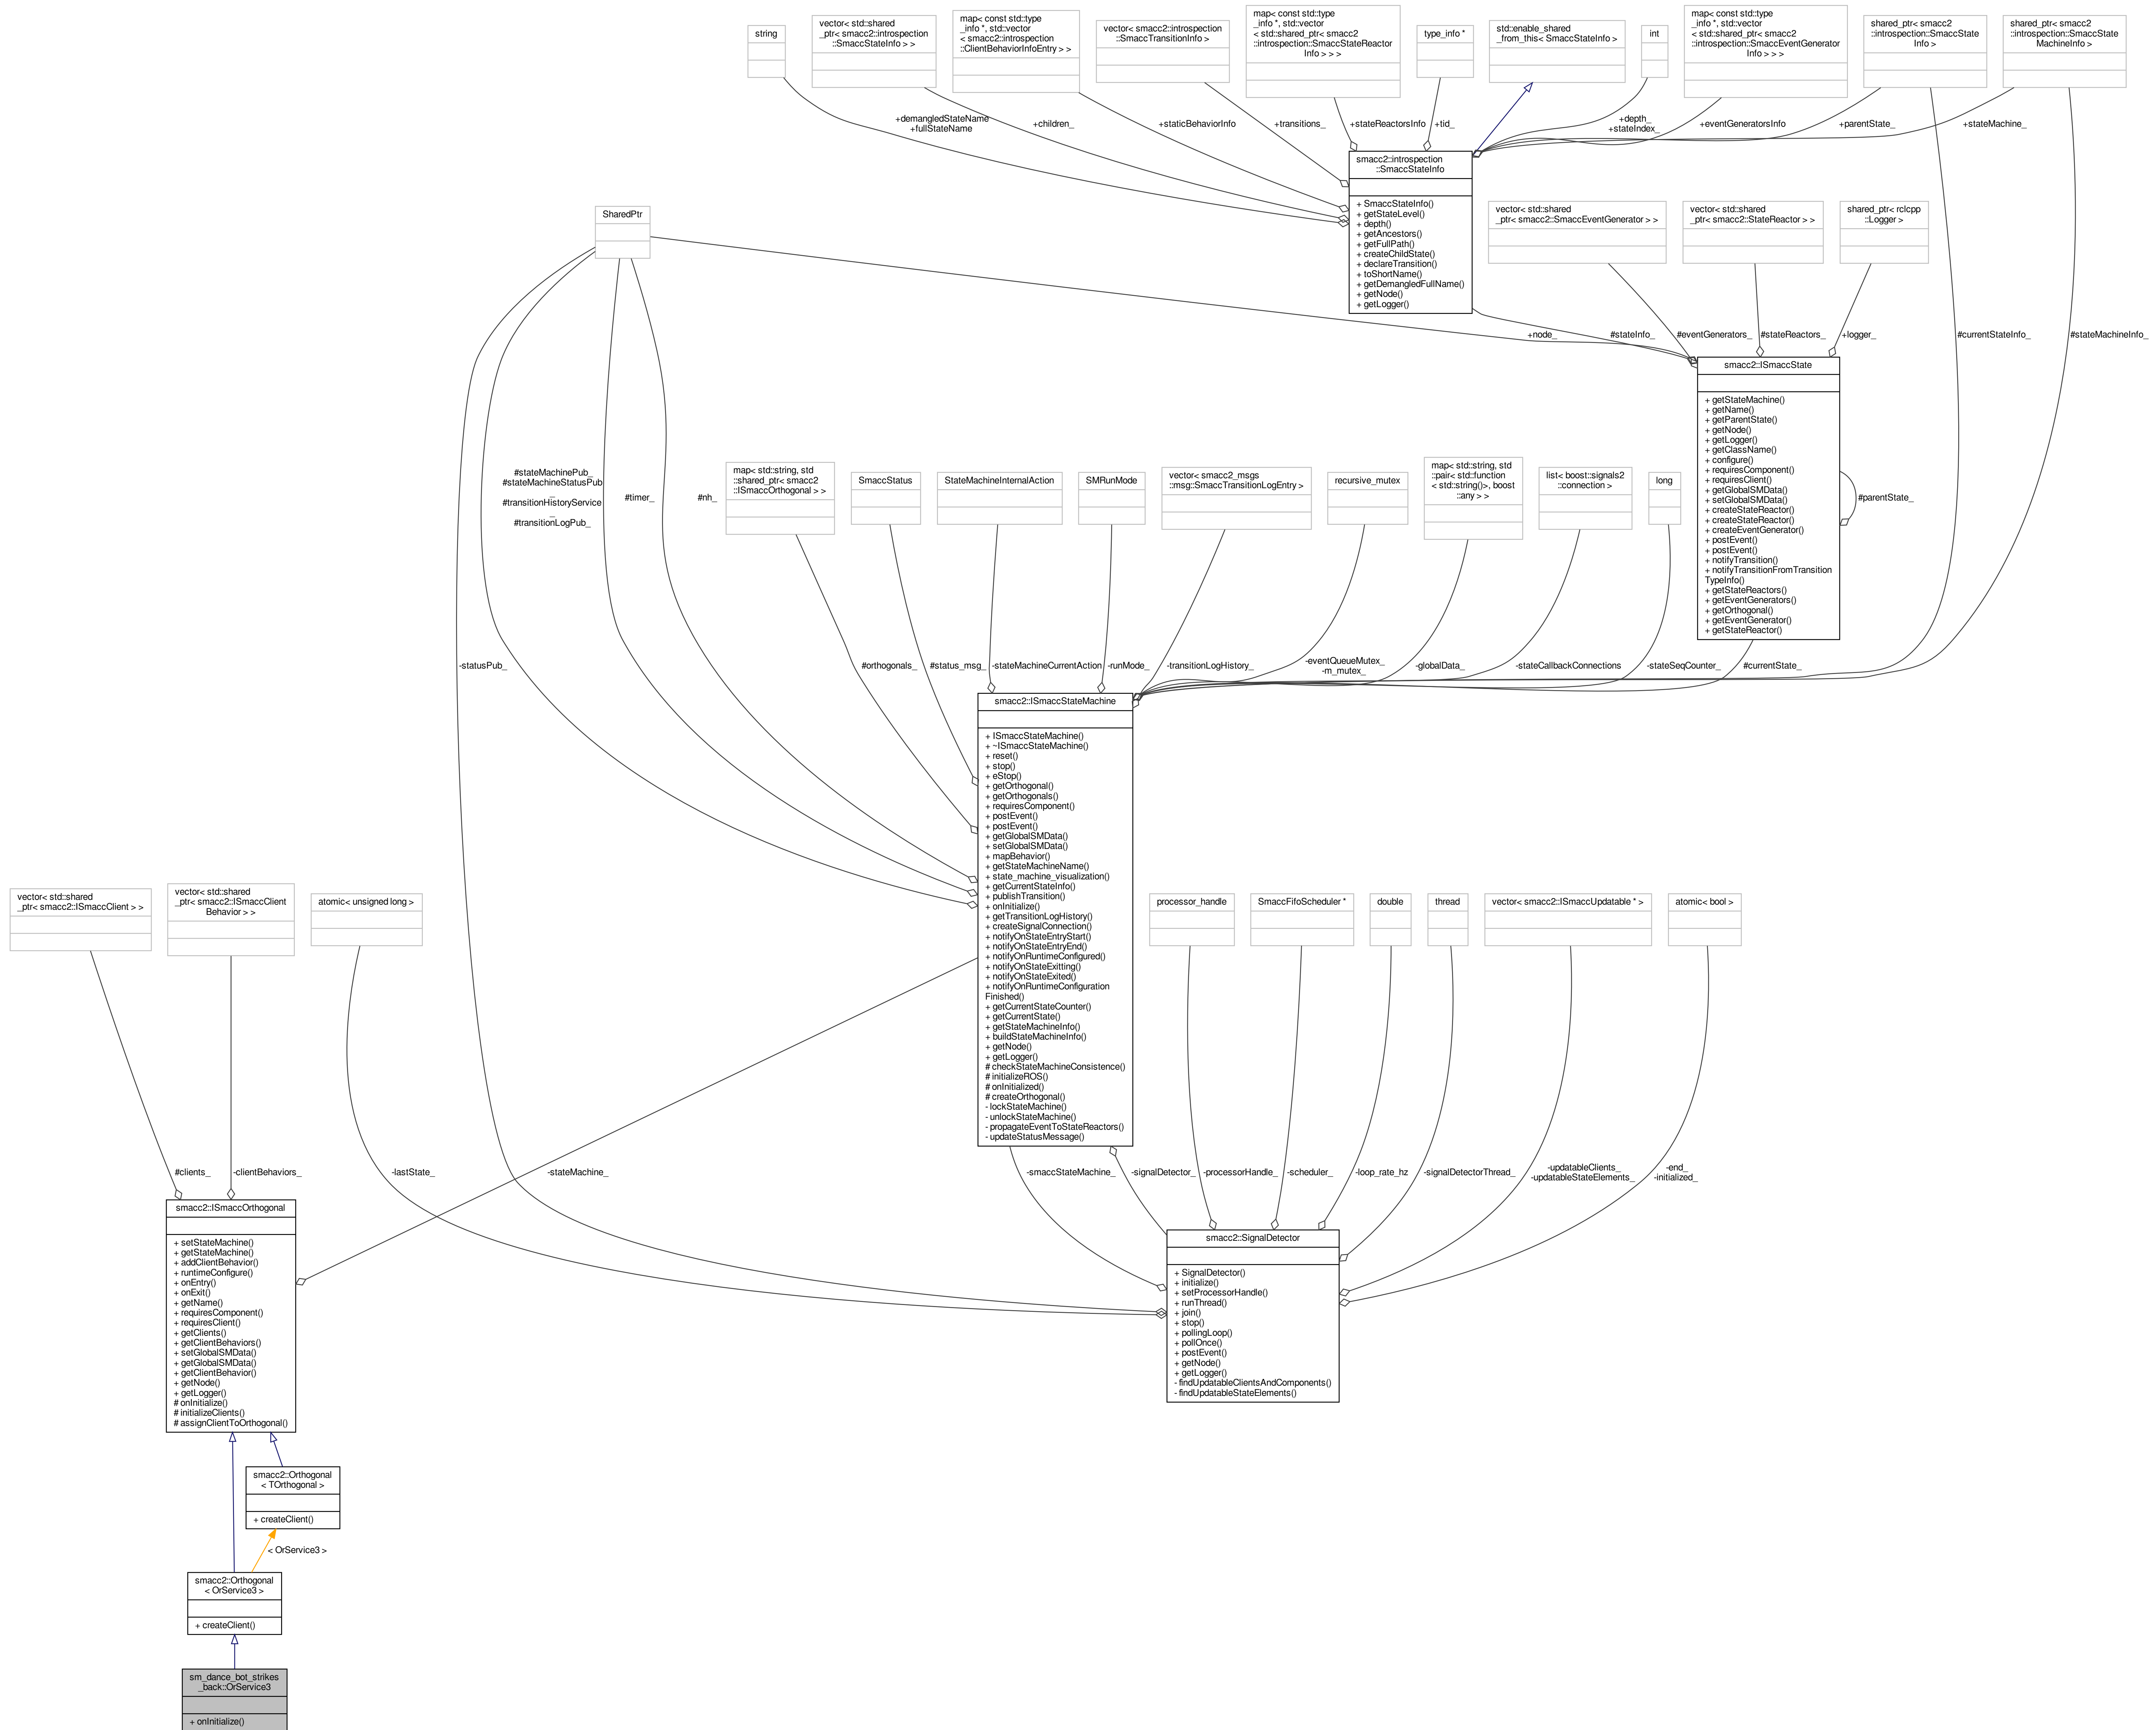 string
vector< std::shared
_ptr< smacc2::introspection
::SmaccStateInfo > >
map< const std::type
_info *, std::vector
< smacc2::introspection
::ClientBehaviorInfoEntry > >
vector< smacc2::introspection
::SmaccTransitionInfo >
map< const std::type
_info *, std::vector
< std::shared_ptr< smacc2
::introspection::SmaccStateReactor
Info > > >
type_info *
std::enable_shared
_from_this< SmaccStateInfo >
int
map< const std::type
_info *, std::vector
< std::shared_ptr< smacc2
::introspection::SmaccEventGenerator
Info > > >
shared_ptr< smacc2
::introspection::SmaccState
Info >
shared_ptr< smacc2
::introspection::SmaccState
MachineInfo >
+demangledStateName
+fullStateName
+children_
+staticBehaviorInfo
+transitions_
+stateReactorsInfo
+tid_
+depth_
+stateIndex_
+eventGeneratorsInfo
+parentState_
+stateMachine_
smacc2::introspection
::SmaccStateInfo
+ SmaccStateInfo()
+ getStateLevel()
+ depth()
+ getAncestors()
+ getFullPath()
+ createChildState()
+ declareTransition()
+ toShortName()
+ getDemangledFullName()
+ getNode()
+ getLogger()
SharedPtr
vector< std::shared
_ptr< smacc2::SmaccEventGenerator > >
vector< std::shared
_ptr< smacc2::StateReactor > >
shared_ptr< rclcpp
::Logger >
+node_
#stateInfo_
#eventGenerators_
#stateReactors_
+logger_
#currentStateInfo_
#stateMachineInfo_
smacc2::ISmaccState
+ getStateMachine()
+ getName()
+ getParentState()
+ getNode()
+ getLogger()
+ getClassName()
+ configure()
+ requiresComponent()
+ requiresClient()
+ getGlobalSMData()
+ setGlobalSMData()
+ createStateReactor()
+ createStateReactor()
+ createEventGenerator()
+ postEvent()
+ postEvent()
+ notifyTransition()
+ notifyTransitionFromTransition
TypeInfo()
+ getStateReactors()
+ getEventGenerators()
+ getOrthogonal()
+ getEventGenerator()
+ getStateReactor()
#parentState_
#stateMachinePub_
#stateMachineStatusPub
_
#transitionHistoryService
_
#transitionLogPub_
#timer_
#nh_
map< std::string, std
::shared_ptr< smacc2
::ISmaccOrthogonal > >
SmaccStatus
StateMachineInternalAction
SMRunMode
vector< smacc2_msgs
::msg::SmaccTransitionLogEntry >
recursive_mutex
map< std::string, std
::pair< std::function
< std::string()>, boost
::any > >
list< boost::signals2
::connection >
long
-statusPub_
#orthogonals_
#status_msg_
-stateMachineCurrentAction
-runMode_
-transitionLogHistory_
-eventQueueMutex_
-m_mutex_
-globalData_
-stateCallbackConnections
-stateSeqCounter_
#currentState_
smacc2::ISmaccStateMachine
+ ISmaccStateMachine()
+ ~ISmaccStateMachine()
+ reset()
+ stop()
+ eStop()
+ getOrthogonal()
+ getOrthogonals()
+ requiresComponent()
+ postEvent()
+ postEvent()
+ getGlobalSMData()
+ setGlobalSMData()
+ mapBehavior()
+ getStateMachineName()
+ state_machine_visualization()
+ getCurrentStateInfo()
+ publishTransition()
+ onInitialize()
+ getTransitionLogHistory()
+ createSignalConnection()
+ notifyOnStateEntryStart()
+ notifyOnStateEntryEnd()
+ notifyOnRuntimeConfigured()
+ notifyOnStateExitting()
+ notifyOnStateExited()
+ notifyOnRuntimeConfiguration
Finished()
+ getCurrentStateCounter()
+ getCurrentState()
+ getStateMachineInfo()
+ buildStateMachineInfo()
+ getNode()
+ getLogger()
# checkStateMachineConsistence()
# initializeROS()
# onInitialized()
# createOrthogonal()
- lockStateMachine()
- unlockStateMachine()
- propagateEventToStateReactors()
- updateStatusMessage()
vector< std::shared
_ptr< smacc2::ISmaccClient > >
vector< std::shared
_ptr< smacc2::ISmaccClient
Behavior > >
atomic< unsigned long >
processor_handle
SmaccFifoScheduler *
double
thread
vector< smacc2::ISmaccUpdatable * >
atomic< bool >
#clients_
-clientBehaviors_
-lastState_
-stateMachine_
-smaccStateMachine_
-signalDetector_
-processorHandle_
-scheduler_
-loop_rate_hz
-signalDetectorThread_
-updatableClients_
-updatableStateElements_
-end_
-initialized_
smacc2::ISmaccOrthogonal
+ setStateMachine()
+ getStateMachine()
+ addClientBehavior()
+ runtimeConfigure()
+ onEntry()
+ onExit()
+ getName()
+ requiresComponent()
+ requiresClient()
+ getClients()
+ getClientBehaviors()
+ setGlobalSMData()
+ getGlobalSMData()
+ getClientBehavior()
+ getNode()
+ getLogger()
# onInitialize()
# initializeClients()
# assignClientToOrthogonal()
smacc2::SignalDetector
+ SignalDetector()
+ initialize()
+ setProcessorHandle()
+ runThread()
+ join()
+ stop()
+ pollingLoop()
+ pollOnce()
+ postEvent()
+ getNode()
+ getLogger()
- findUpdatableClientsAndComponents()
- findUpdatableStateElements()
smacc2::Orthogonal
< TOrthogonal >
+ createClient()
< OrService3 >
smacc2::Orthogonal
< OrService3 >
+ createClient()
sm_dance_bot_strikes
_back::OrService3
+ onInitialize()